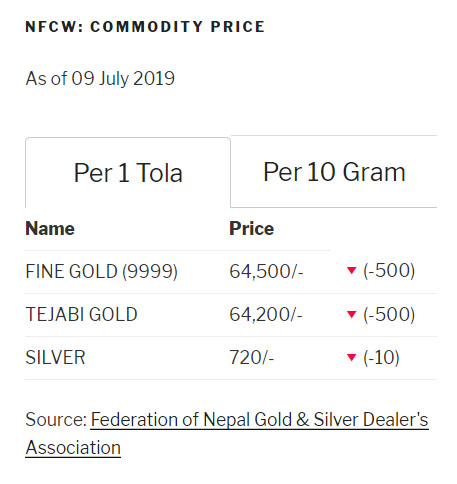 NFCW: COMMODITY PRICE
As of 09 July 2019
Per 1 Tola Per 10 Gram
Name Price
FINE GOLD (9999) 64,500/- ▼ (-500)
TEJABI GOLD 64,200/- ▼ (-500)
SILVER 720/- ▼ (-10)
Source: Federation of Nepal Gold & Silver Dealer's
Association